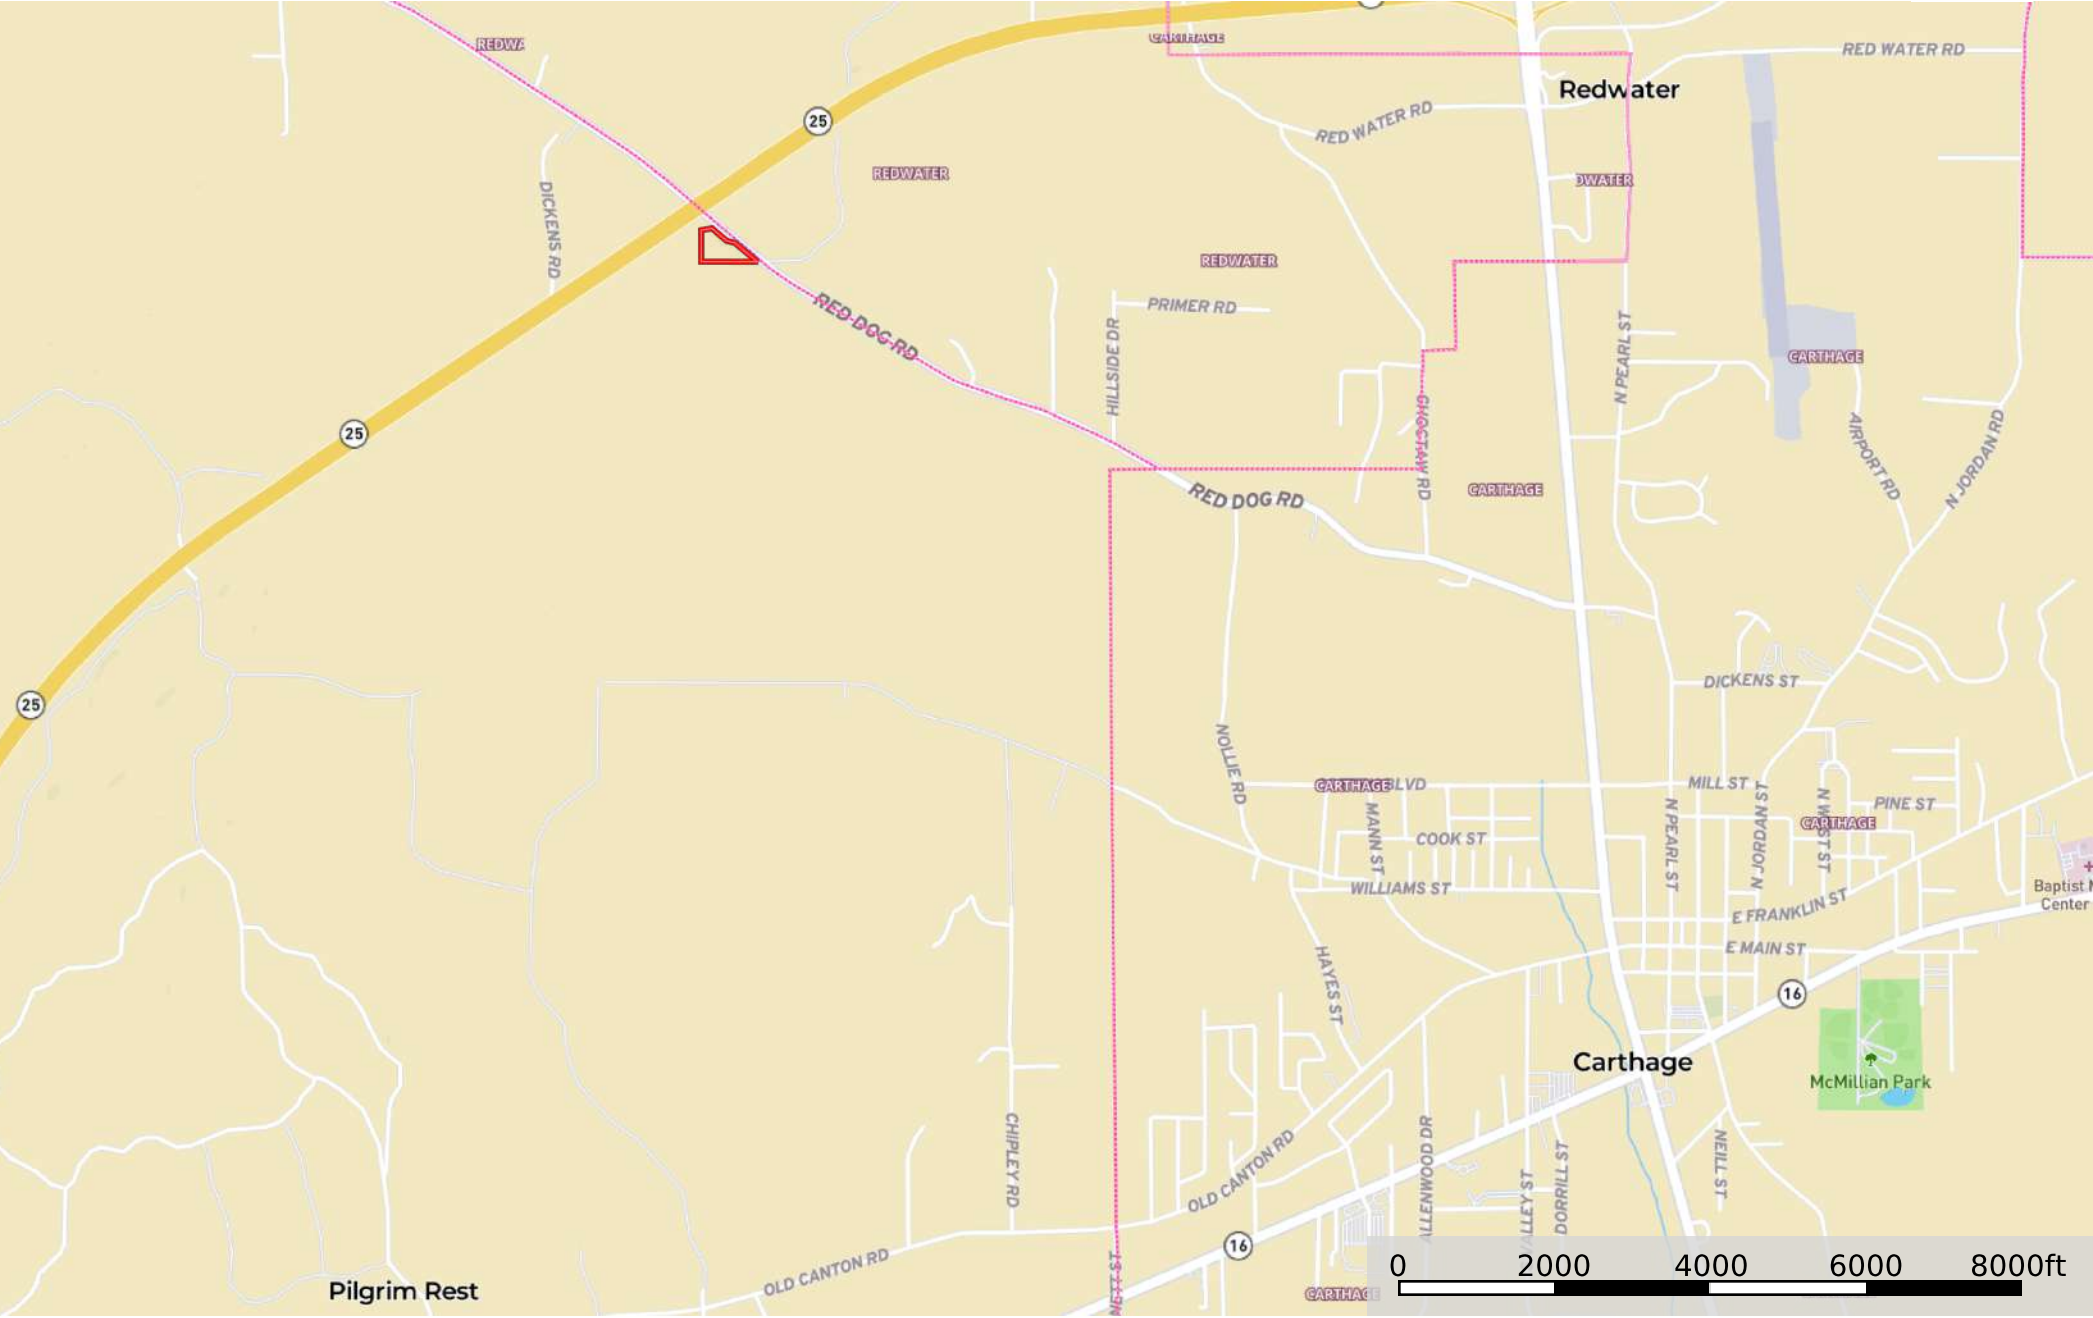 REDWA
CARTHAGE
RED WATER RD
Redwater
25
RED WATER RD
REDWATER
DWATER
DICKENS RD
REDWATER
RED DOG RD
PRIMER RD
HILLSIDE DR
N PEARL ST
CARTHAGE
CHOCTAW RD
25
AIRPORT RD
N JORDAN RD
CARTHAGE
RED DOG RD
DICKENS ST
25
NOLLIE RD
CARTHAGE
BLVD
MILL ST
MANN ST
COOK ST
N PEARL ST
N JORDAN ST
N WEST ST
PINE ST
CARTHAGE
WILLIAMS ST
E FRANKLIN ST
Baptist M
Center
E MAIN ST
HAYES ST
16
Carthage
McMillian Park
CHIPLEY RD
OLD CANTON RD
ALLENWOOD DR
VALLEY ST
DORRILL ST
NEILL ST
16
OLD CANTON RD
Pilgrim Rest
CARTHAG
0 2000 4000 6000 8000ft